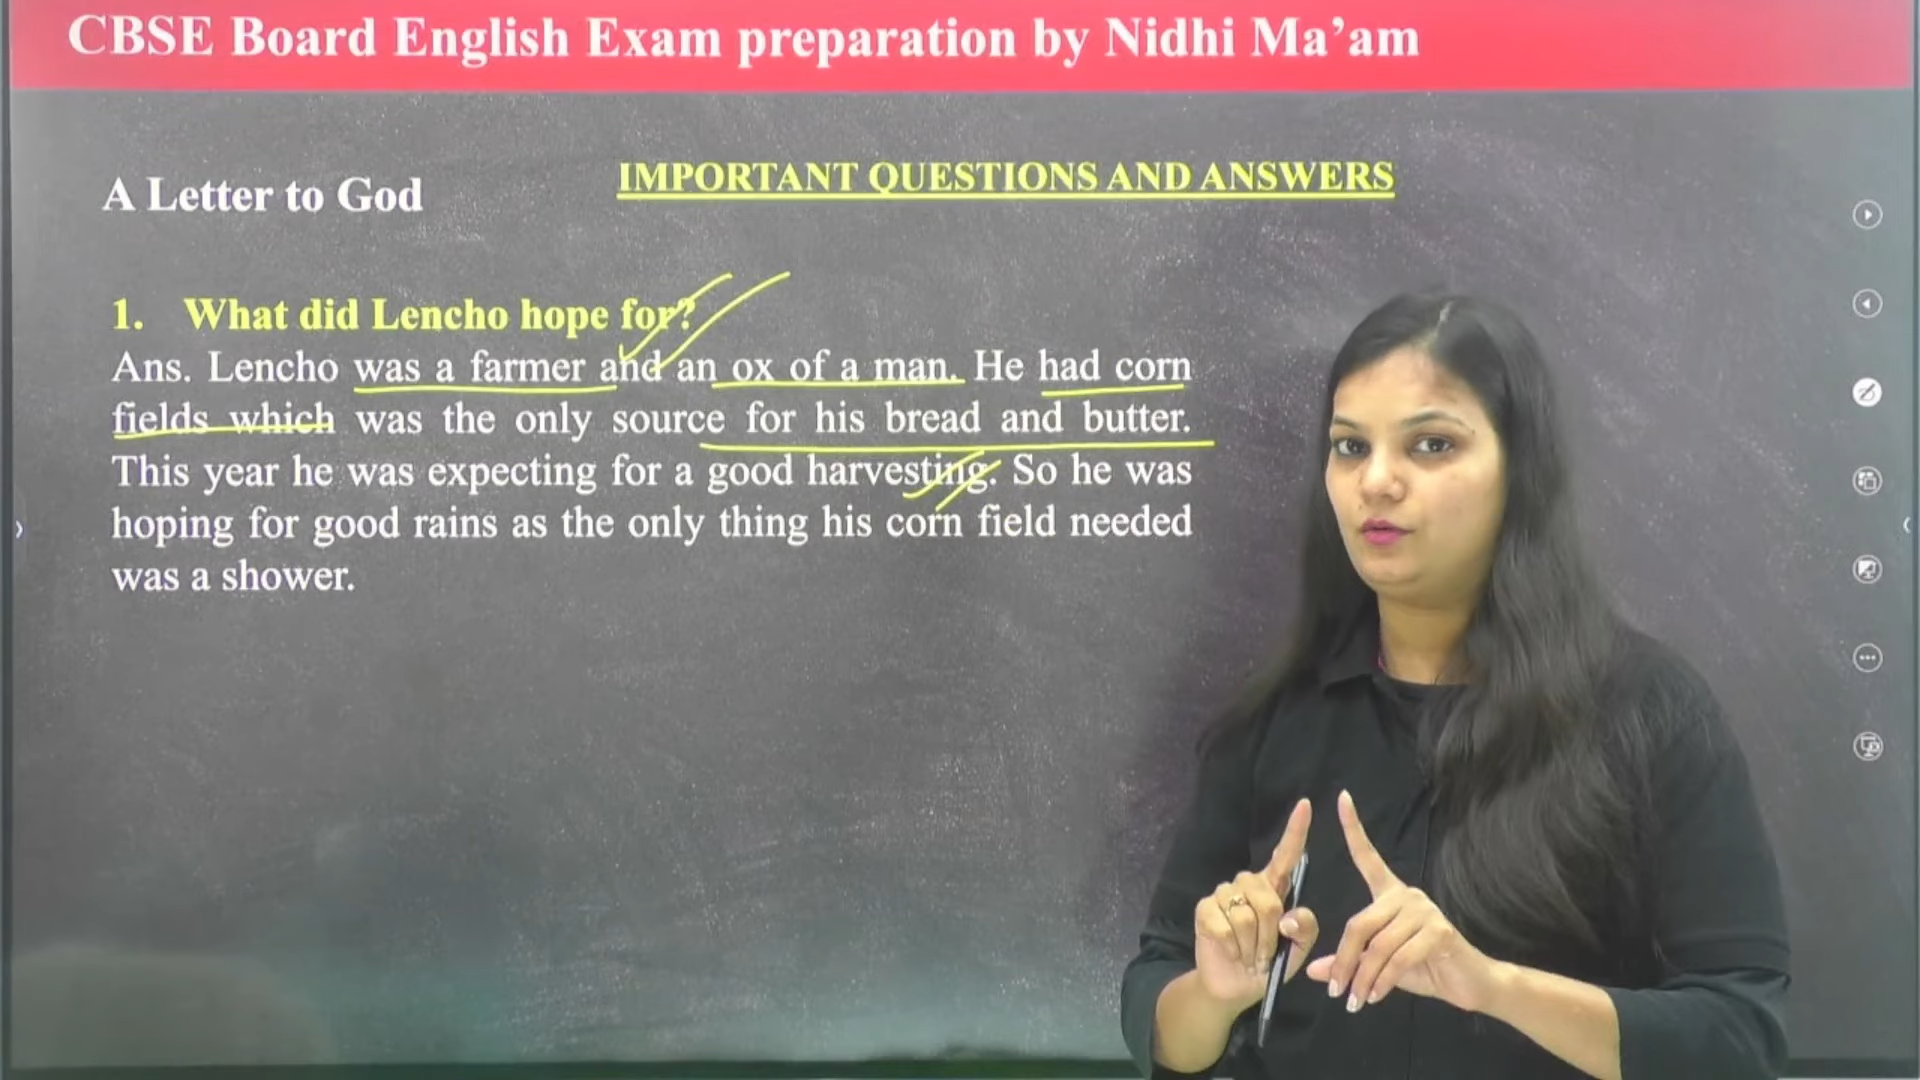 CBSE Board English Exam preparation by Nidhi Ma’am
A Letter to God
IMPORTANT QUESTIONS AND ANSWERS
1. What did Lencho hope for?
Ans. Lencho was a farmer and an ox of a man. He had corn
fields which was the only source for his bread and butter.
This year he was expecting for a good harvesting. So he was
hoping for good rains as the only thing his corn field needed
was a shower.